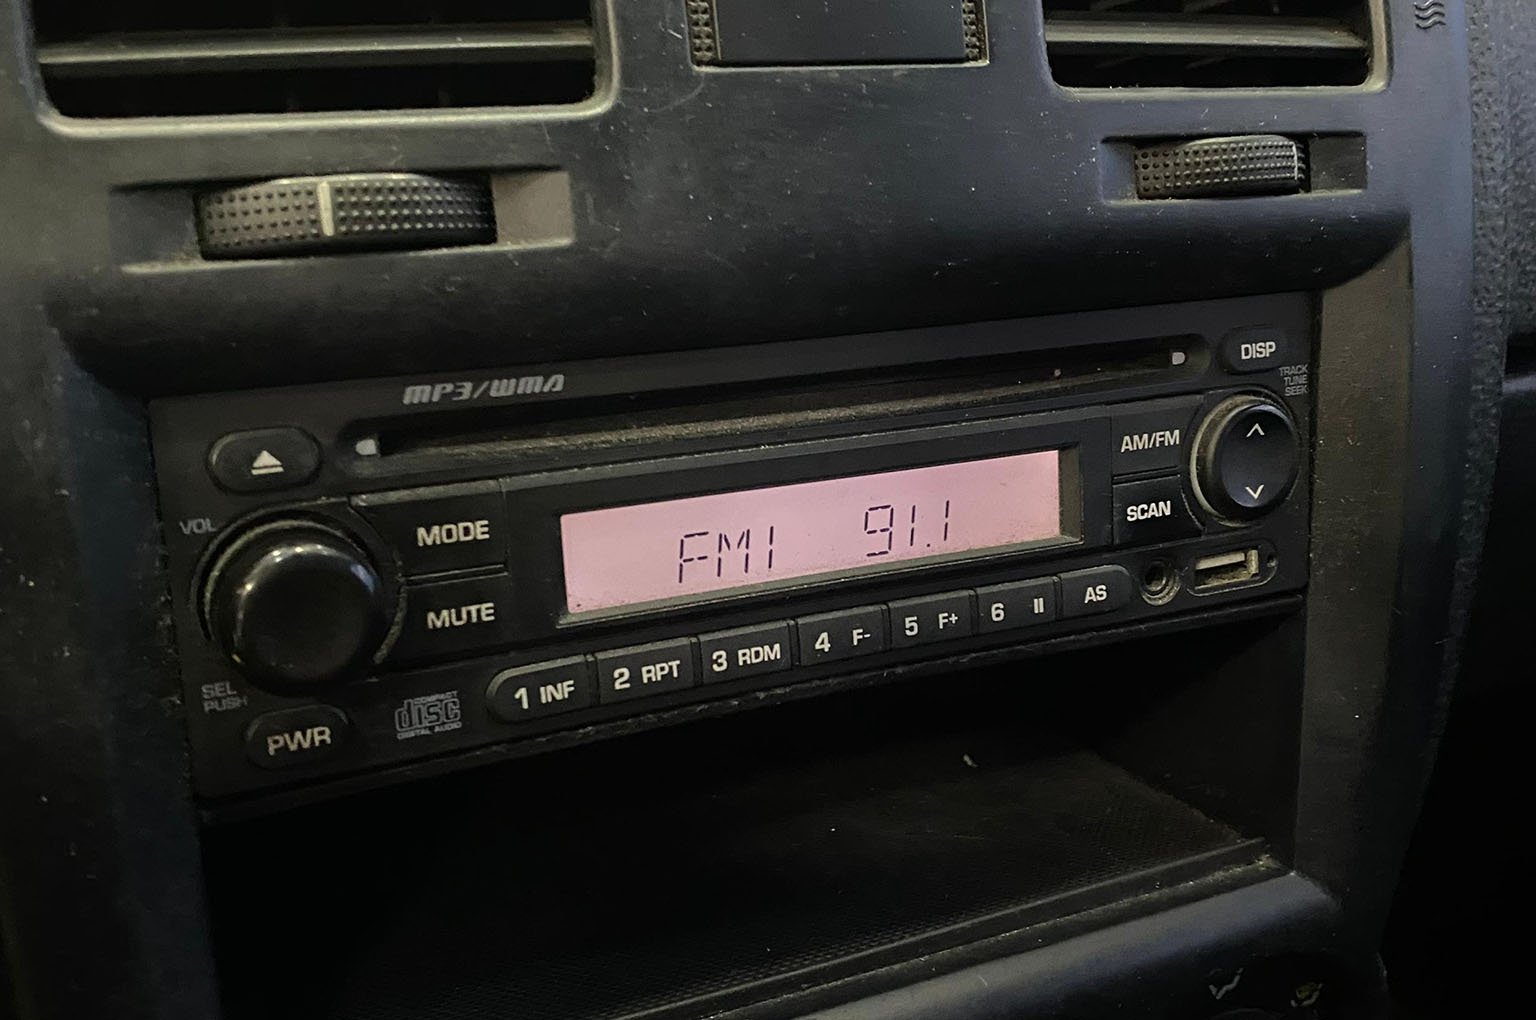 MP3/WMA
DISP
TRACK
TUNE
SEEK
VOL
MODE
FM1 91.1
AM/FM
MUTE
SCAN
SEL
PUSH
PWR
COMPACT
disc
DIGITAL AUDIO
1 INF
2 RPT
3 RDM
4 F-
5 F+
6 II
AS